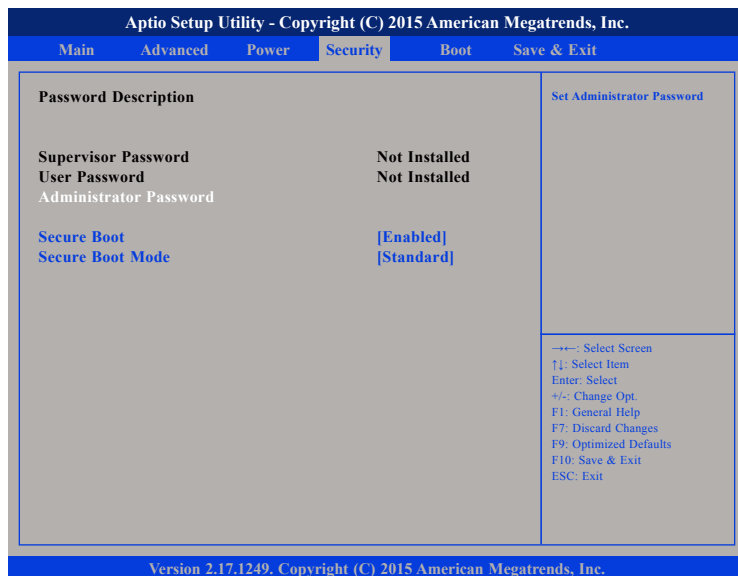 Aptio Setup Utility - Copyright (C) 2015 American Megatrends, Inc.
Main Advanced Power Security Boot Save & Exit
Password Description
Supervisor Password Not Installed
User Password Not Installed
Administrator Password
Secure Boot [Enabled]
Secure Boot Mode [Standard]
Set Administrator Password
→←: Select Screen
↑↓: Select Item
Enter: Select
+/-: Change Opt.
F1: General Help
F7: Discard Changes
F9: Optimized Defaults
F10: Save & Exit
ESC: Exit
Version 2.17.1249. Copyright (C) 2015 American Megatrends, Inc.